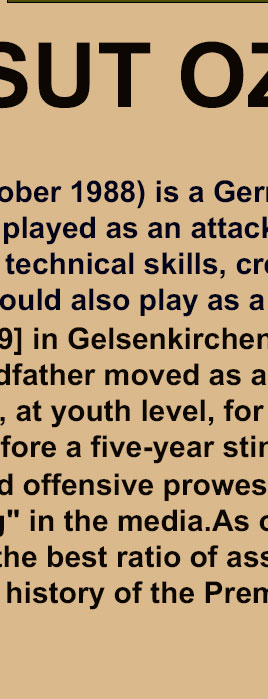 SUT OZ
ober 1988) is a Ger
played as an attack
technical skills, cre
ould also play as a
9] in Gelsenkirchen
dfather moved as a
, at youth level, for
fore a five-year stin
d offensive prowes
g" in the media.As o
the best ratio of ass
history of the Prem